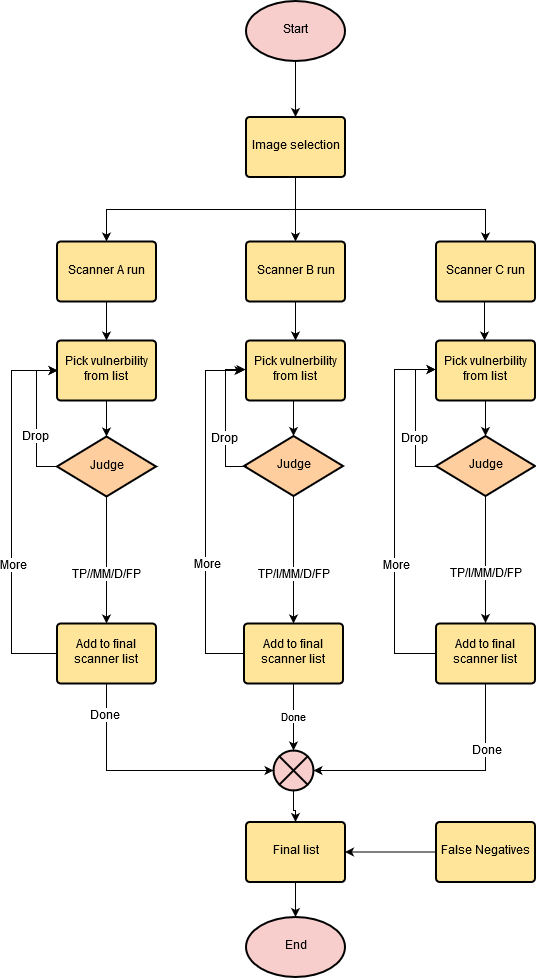 Start
Image selection
Scanner A run
Scanner B run
Scanner C run
Pick vulnerbility
from list
Pick vulnerbility
from list
Pick vulnerbility
from list
Drop
Drop
Drop
Judge
Judge
Judge
More
More
More
TP//MM/D/FP
TP/I/MM/D/FP
TP/I/MM/D/FP
Add to final
scanner list
Add to final
scanner list
Add to final
scanner list
Done
Done
Done
Final list
False Negatives
End